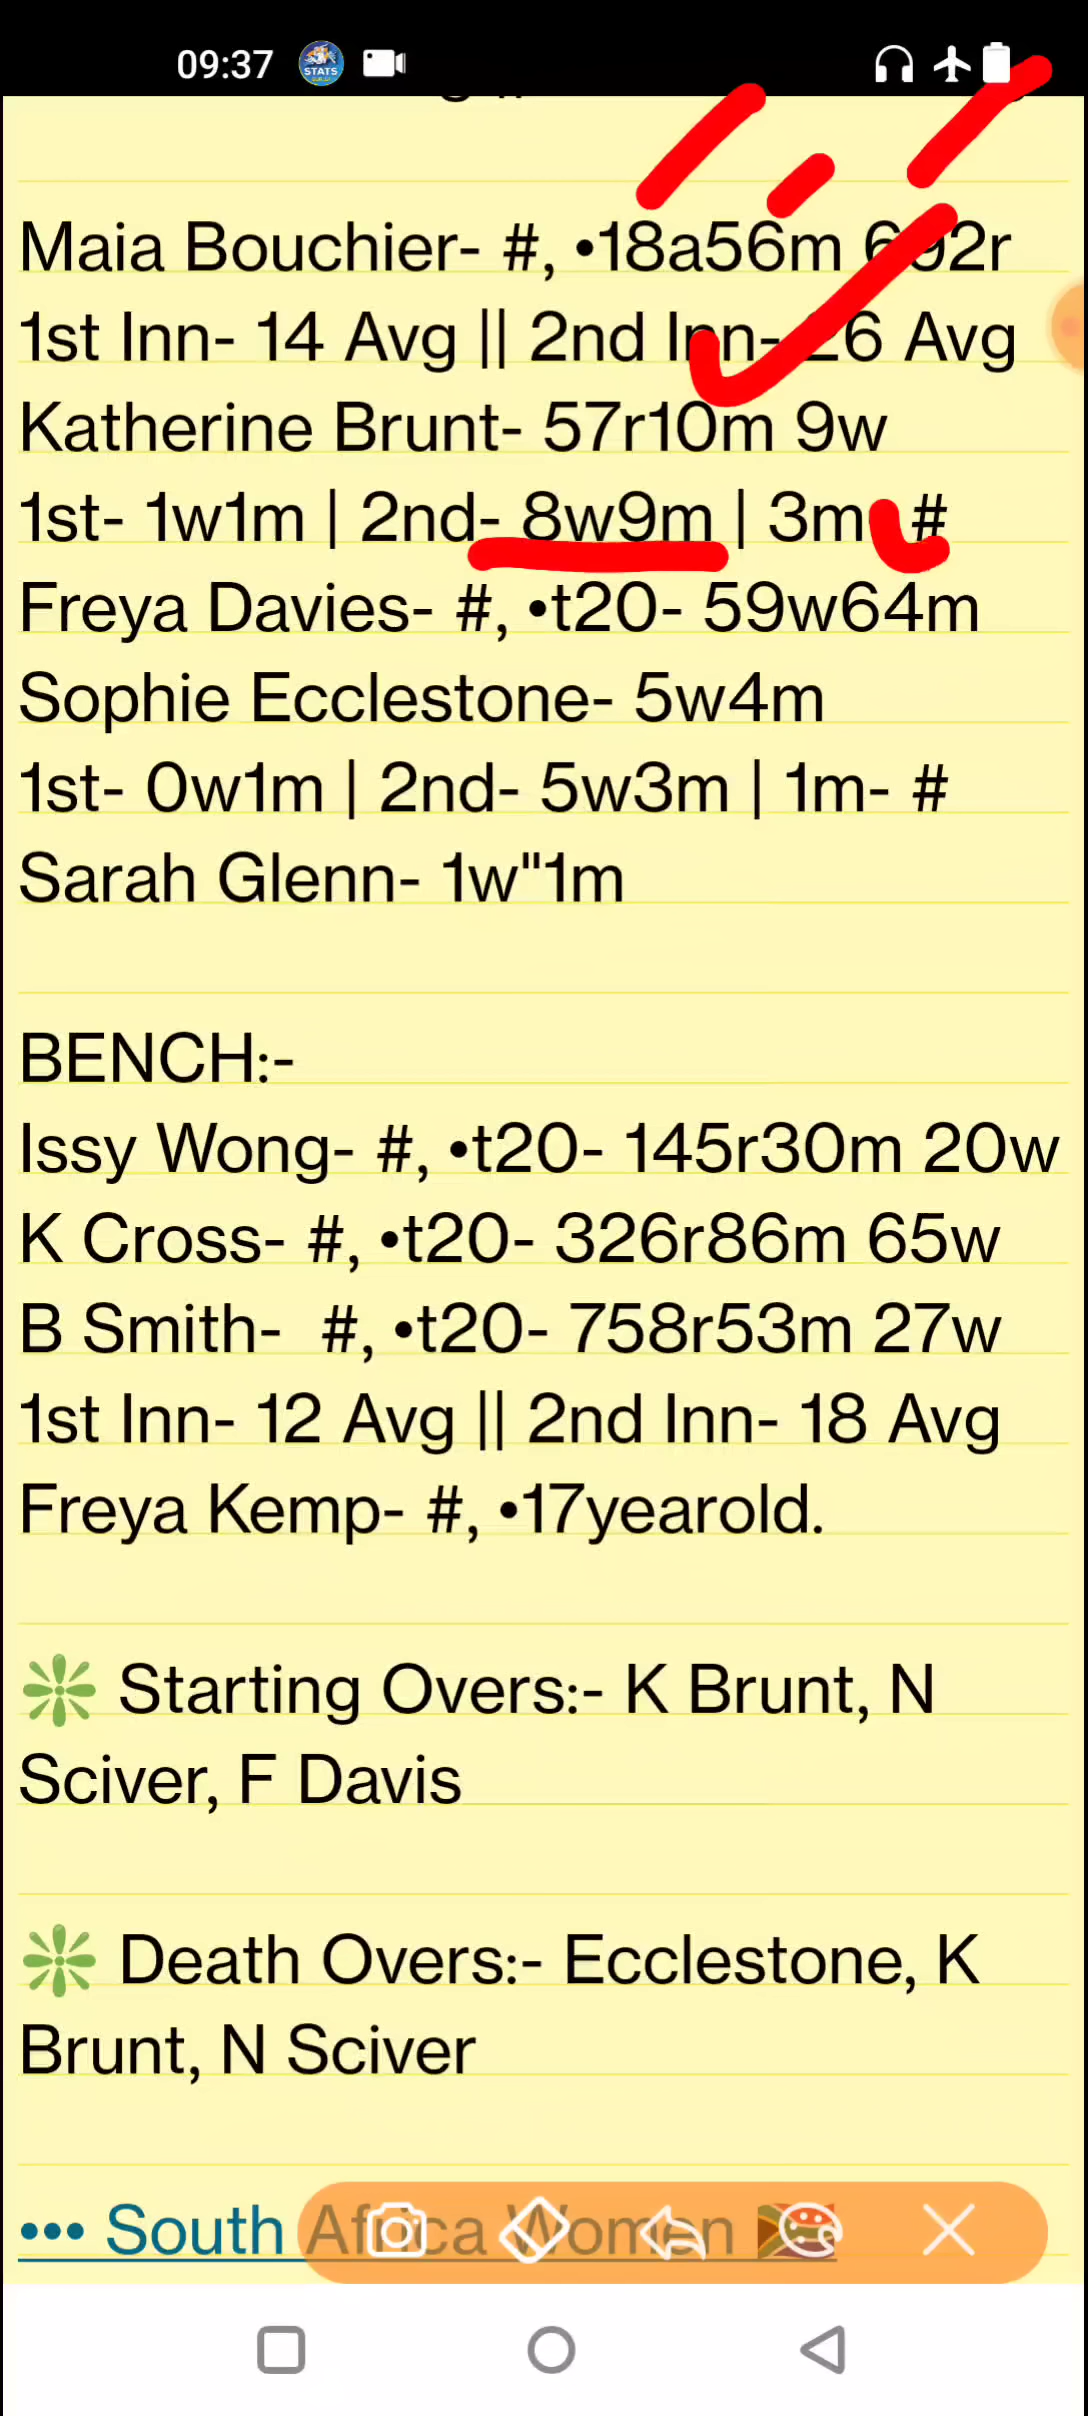 09:37
STATS
Maia Bouchier- #, •18a56m 692r
1st Inn- 14 Avg || 2nd Inn- 26 Avg
Katherine Brunt- 57r10m 9w
1st- 1w1m | 2nd- 8w9m | 3m #
Freya Davies- #, •t20- 59w64m
Sophie Ecclestone- 5w4m
1st- 0w1m | 2nd- 5w3m | 1m- #
Sarah Glenn- 1w"1m
BENCH:-
Issy Wong- #, •t20- 145r30m 20w
K Cross- #, •t20- 326r86m 65w
B Smith- #, •t20- 758r53m 27w
1st Inn- 12 Avg || 2nd Inn- 18 Avg
Freya Kemp- #, •17yearold.
Starting Overs:- K Brunt, N
Sciver, F Davis
Death Overs:- Ecclestone, K
Brunt, N Sciver
••• South Africa Women